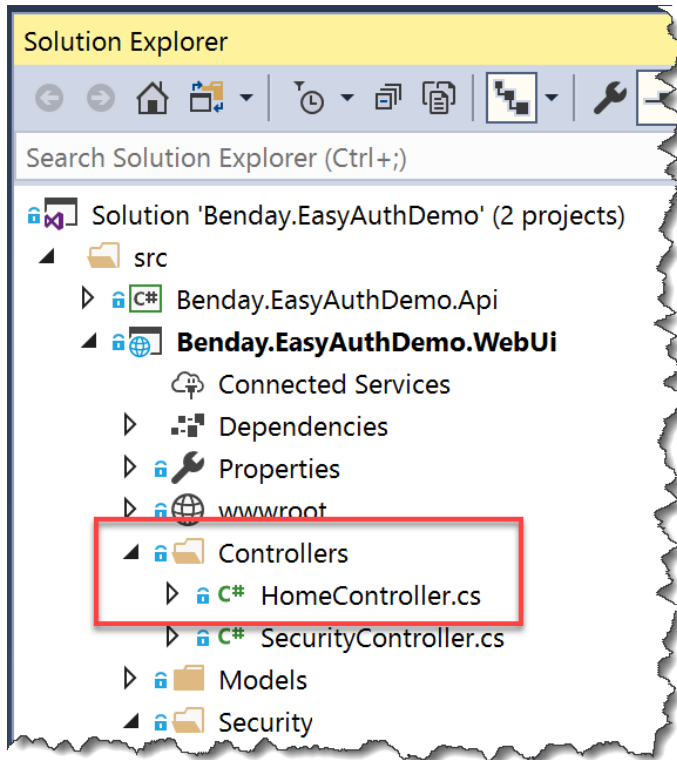 Solution Explorer
Search Solution Explorer (Ctrl+;)
Solution 'Benday.EasyAuthDemo' (2 projects)
src
C# Benday.EasyAuthDemo.Api
Benday.EasyAuthDemo.WebUi
Connected Services
Dependencies
Properties
wwwroot
Controllers
C# HomeController.cs
C# SecurityController.cs
Models
Security